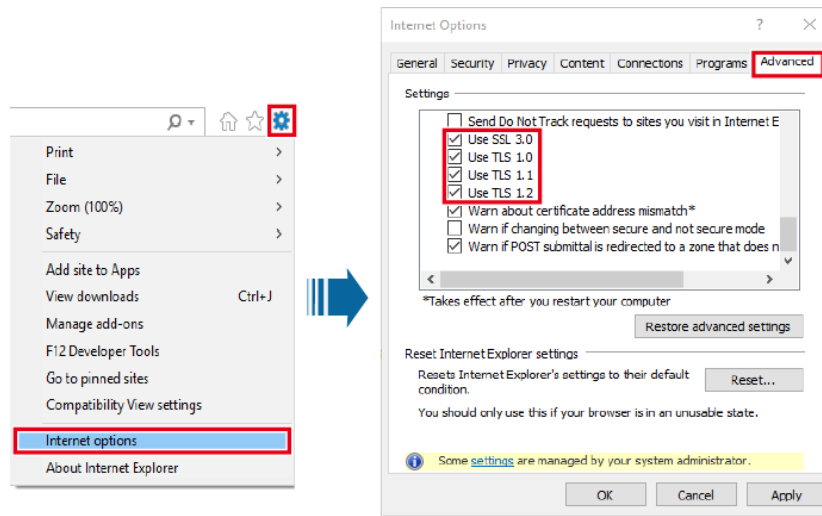 Print
File
Zoom (100%)
Safety
Add site to Apps
View downloads Ctrl+J
Manage add-ons
F12 Developer Tools
Go to pinned sites
Compatibility View settings
Internet options
About Internet Explorer
Internet Options
General Security Privacy Content Connections Programs Advanced
Settings
Send Do Not Track requests to sites you visit in Internet E
Use SSL 3.0
Use TLS 1.0
Use TLS 1.1
Use TLS 1.2
Warn about certificate address mismatch*
Warn if changing between secure and not secure mode
Warn if POST submittal is redirected to a zone that does n
*Takes effect after you restart your computer
Restore advanced settings
Reset Internet Explorer settings
Resets Internet Explorer's settings to their default
condition.
Reset...
You should only use this if your browser is in an unusable state.
Some settings are managed by your system administrator.
OK Cancel Apply